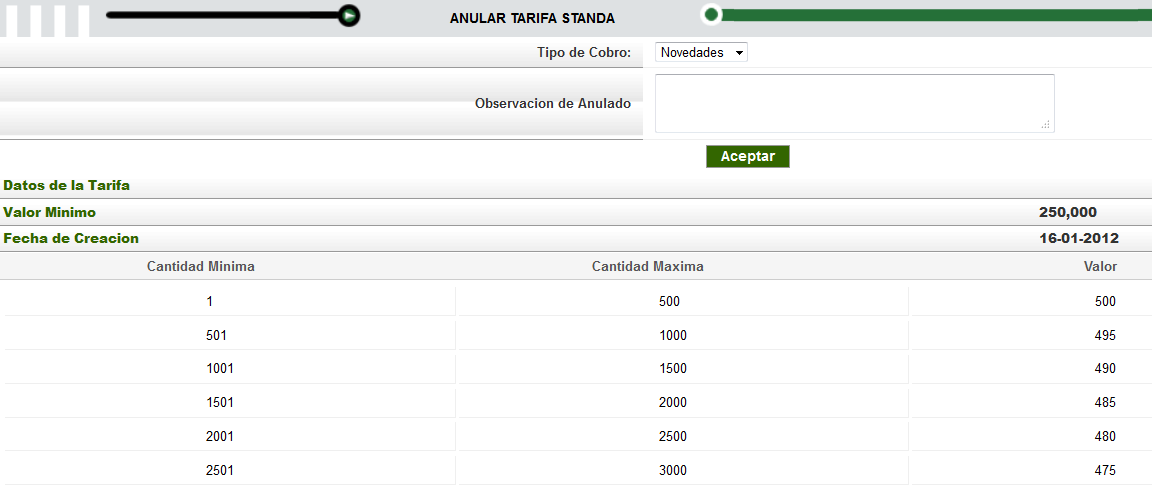 ANULAR TARIFA STANDA
Tipo de Cobro: Novedades
Observacion de Anulado
Aceptar
Datos de la Tarifa
Valor Minimo 250,000
Fecha de Creacion 16-01-2012
Cantidad Minima Cantidad Maxima Valor
1 500 500
501 1000 495
1001 1500 490
1501 2000 485
2001 2500 480
2501 3000 475